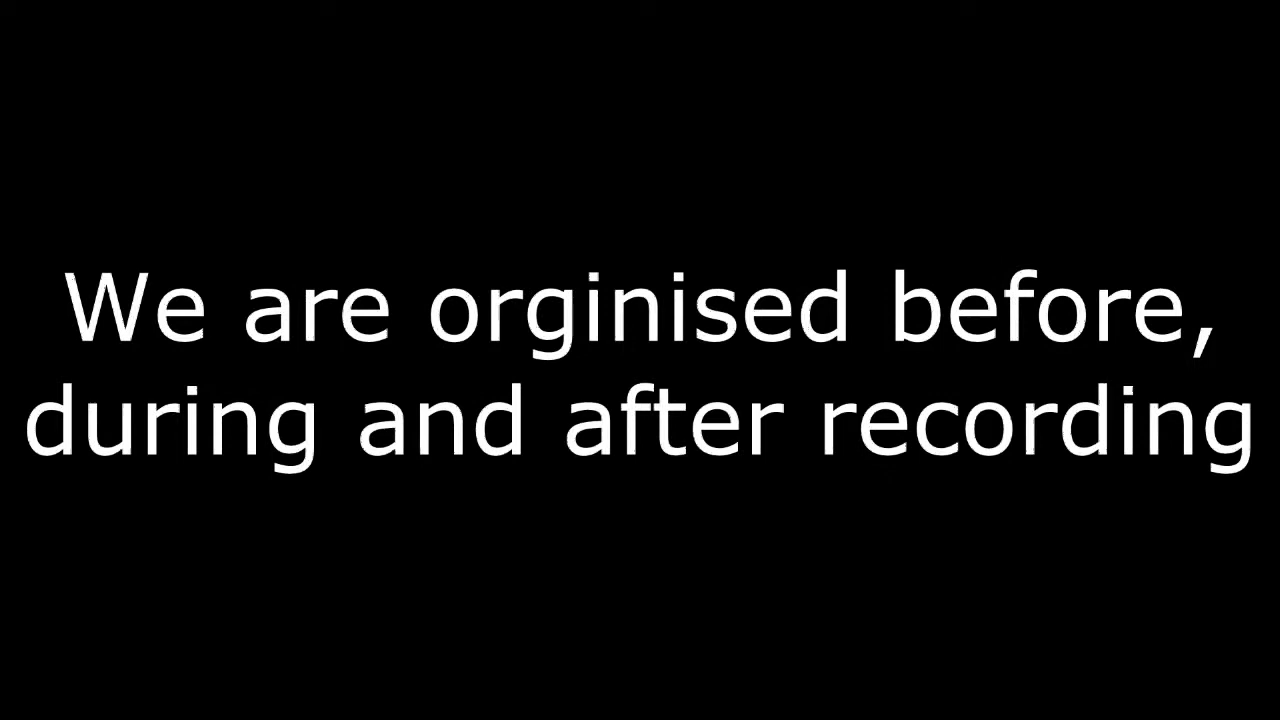 We are orginised before,
during and after recording